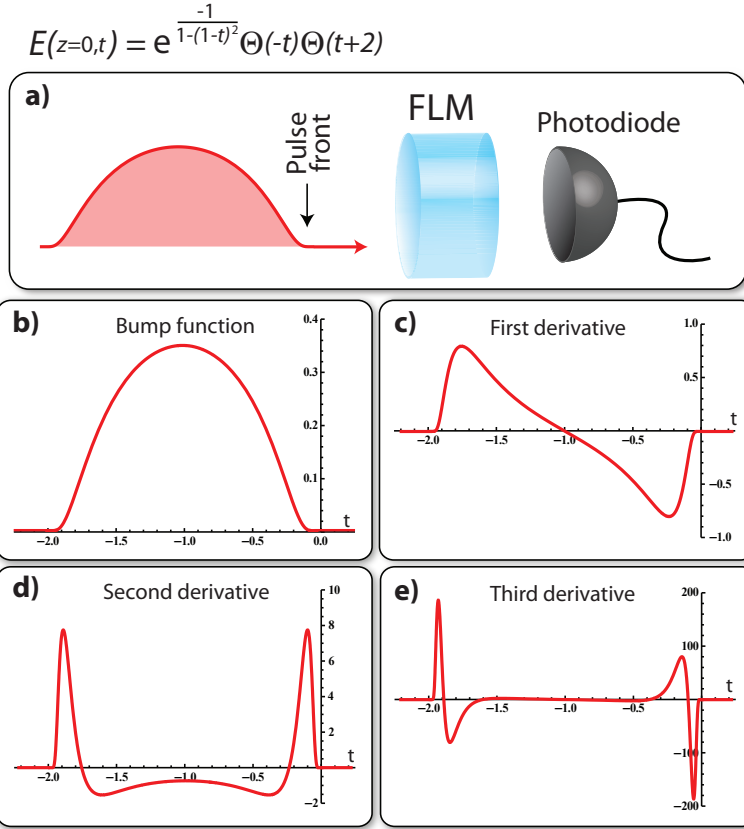 E(z=0,t) = e^{-1/(1-(1-t)^2)} Θ(-t)Θ(t+2)
a)
FLM
Photodiode
Pulse
front
b)
Bump function
0.4
0.3
0.2
0.1
−2.0 −1.5 −1.0 −0.5 0.0
t
c)
First derivative
1.0
0.5
t
−2.0 −1.5 −1.0 −0.5
−0.5
−1.0
d)
Second derivative
10
8
6
4
2
t
−2.0 −1.5 −1.0 −0.5
−2
e)
Third derivative
200
100
t
−2.0 −1.5 −1.0 −0.5
−100
−200